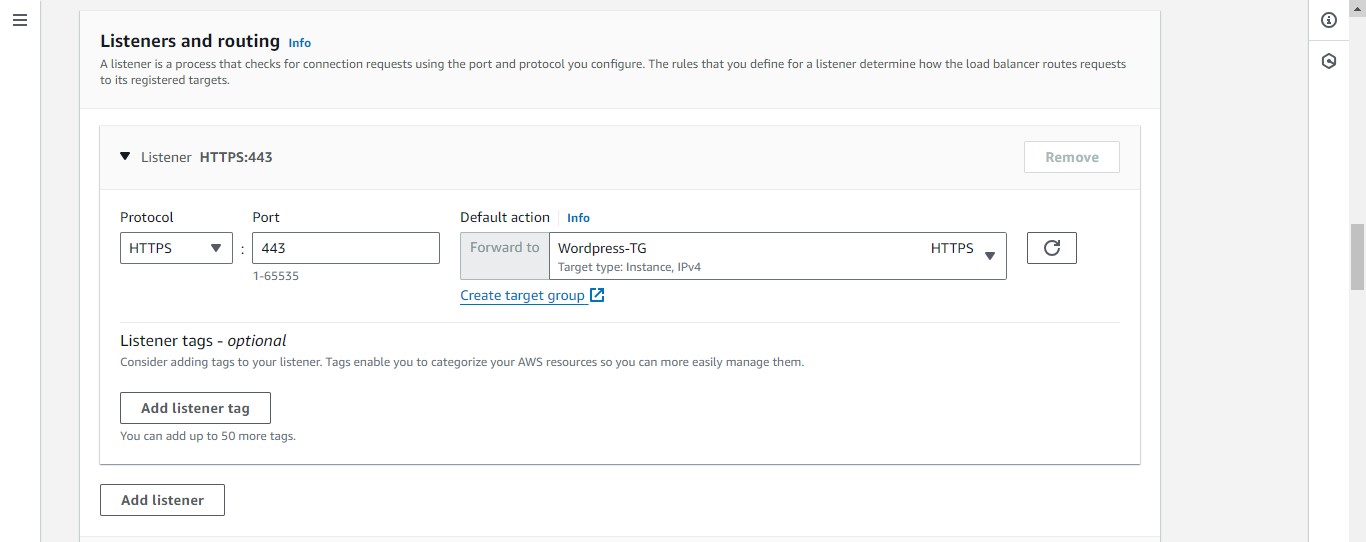 Listeners and routing Info
A listener is a process that checks for connection requests using the port and protocol you configure. The rules that you define for a listener determine how the load balancer routes requests
to its registered targets.
Listener HTTPS:443
Remove
Protocol
Port
Default action Info
HTTPS
:
443
Forward to
Wordpress-TG
HTTPS
Target type: Instance, IPv4
1-65535
Create target group
Listener tags - optional
Consider adding tags to your listener. Tags enable you to categorize your AWS resources so you can more easily manage them.
Add listener tag
You can add up to 50 more tags.
Add listener